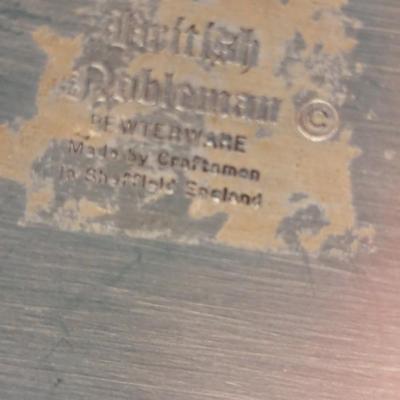 British
Nobleman ©
PEWTERWARE
Made by Craftsmen
in Sheffield England